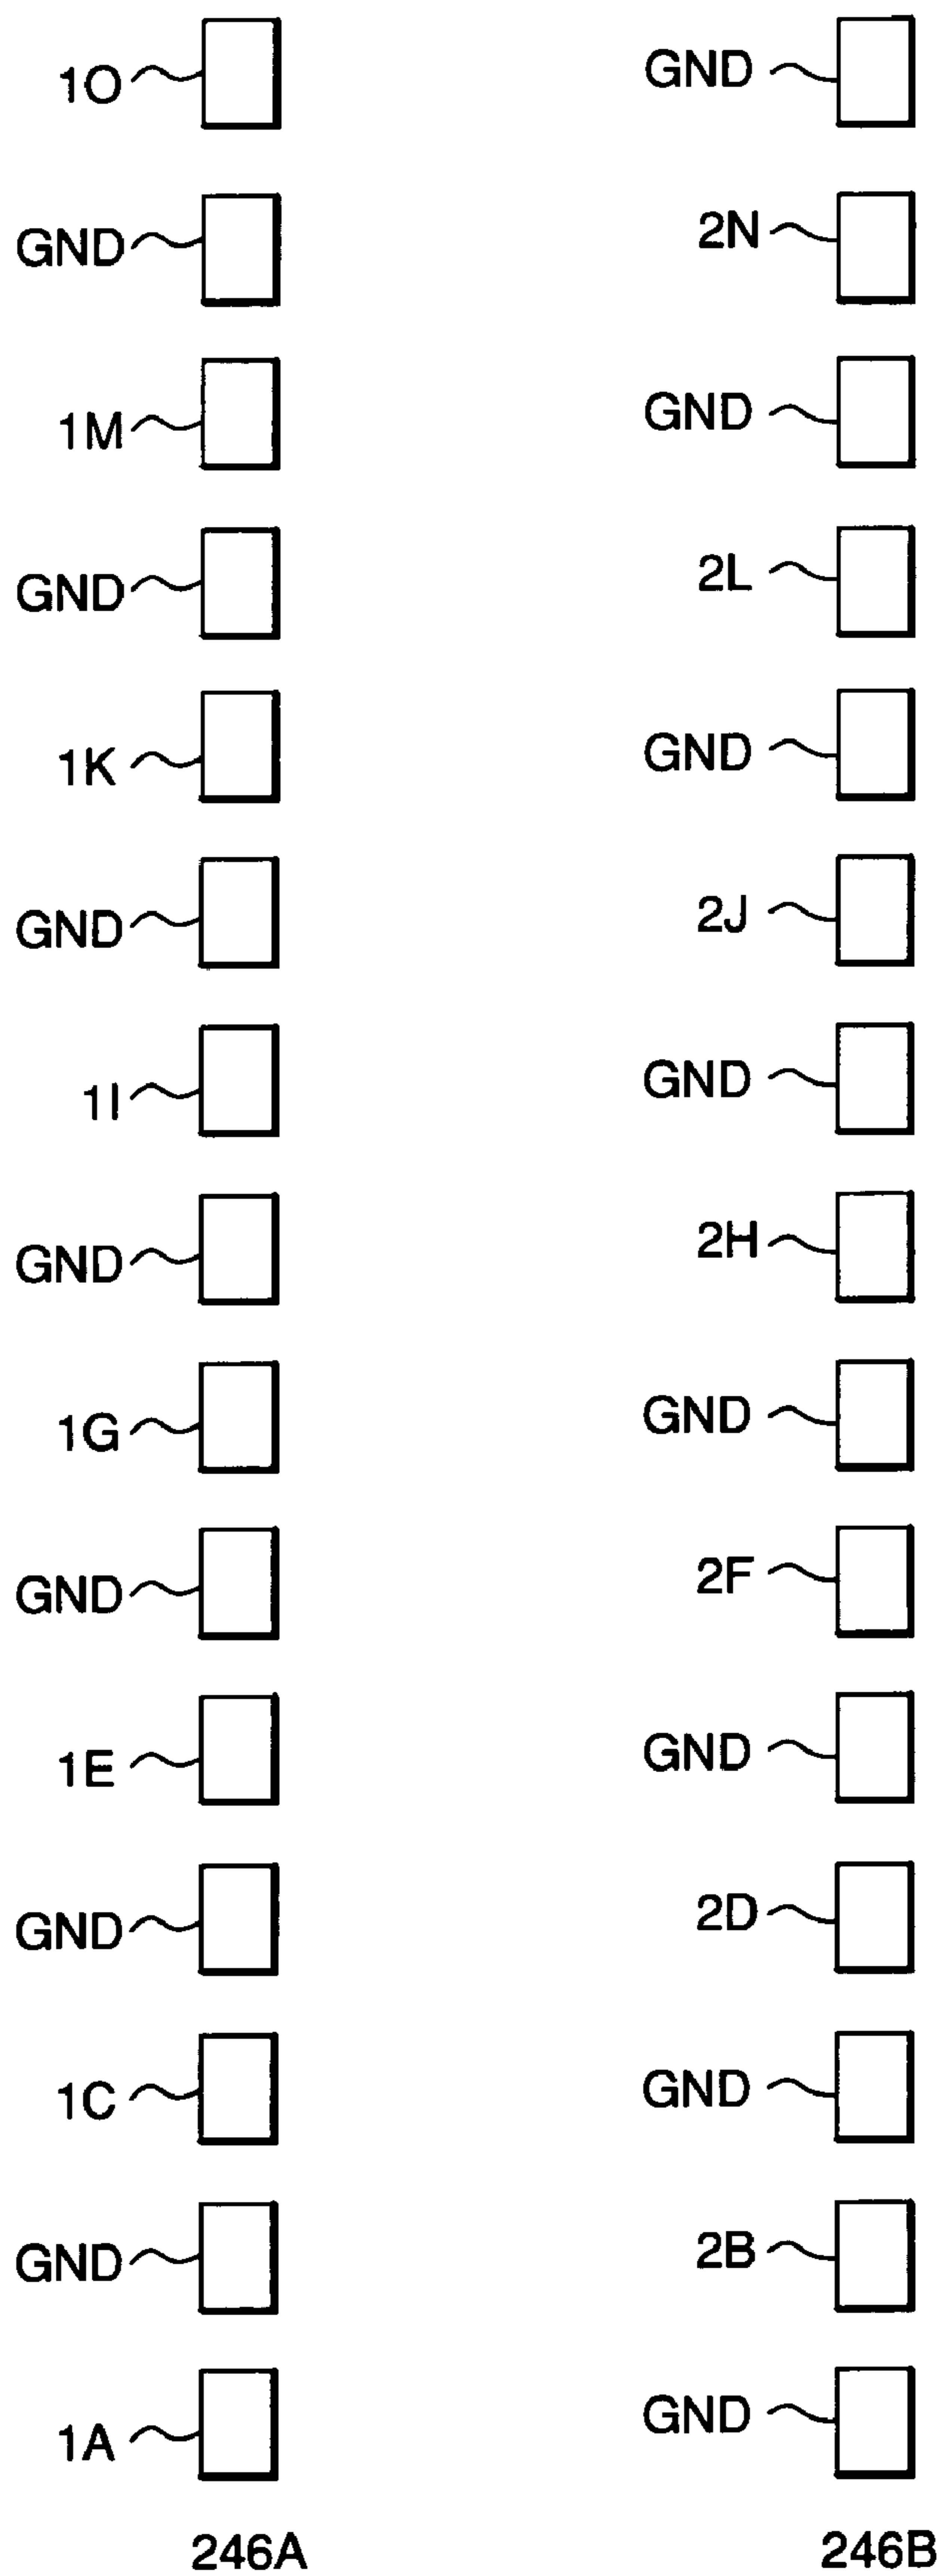 1O GND
GND 2N
1M GND
GND 2L
1K GND
GND 2J
1I GND
GND 2H
1G GND
GND 2F
1E GND
GND 2D
1C GND
GND 2B
1A GND
246A 246B